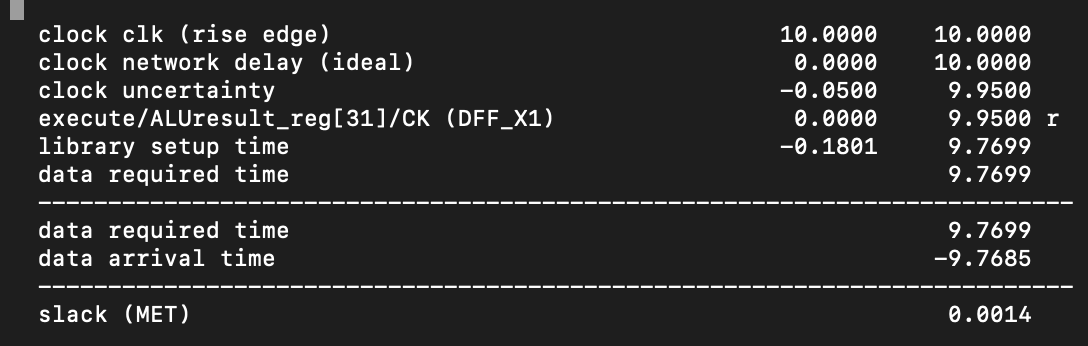 clock clk (rise edge) 10.0000 10.0000
clock network delay (ideal) 0.0000 10.0000
clock uncertainty -0.0500 9.9500
execute/ALUresult_reg[31]/CK (DFF_X1) 0.0000 9.9500 r
library setup time -0.1801 9.7699
data required time 9.7699
--------------------------------------------------------------------------
data required time 9.7699
data arrival time -9.7685
--------------------------------------------------------------------------
slack (MET) 0.0014